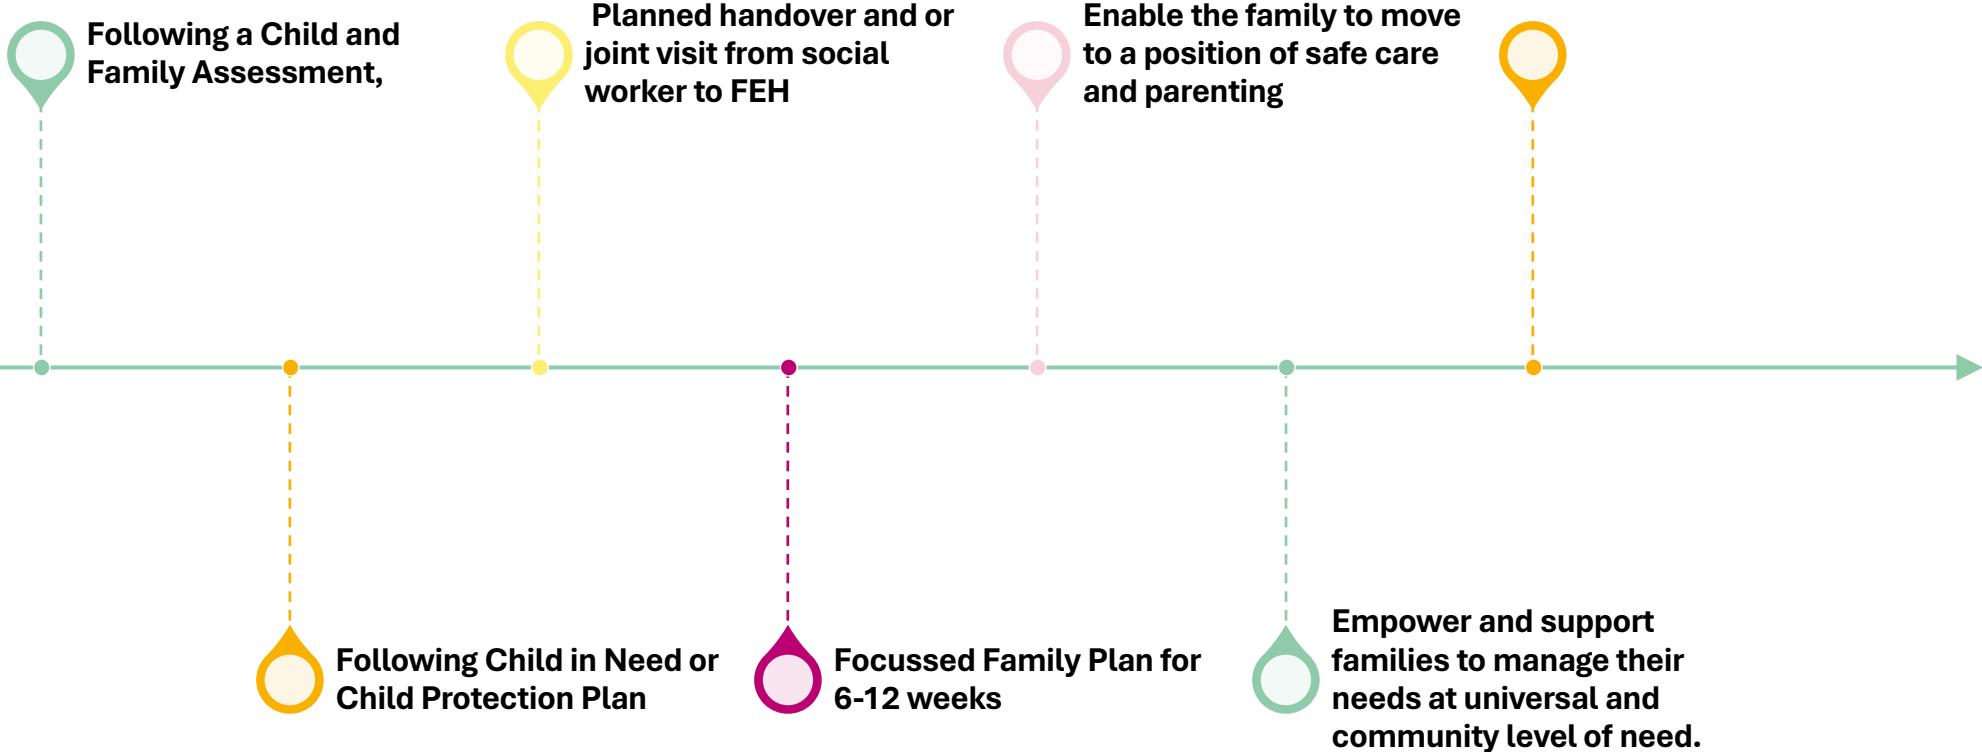 Following a Child and
Family Assessment,
Following Child in Need or
Child Protection Plan
Planned handover and or
joint visit from social
worker to FEH
Focussed Family Plan for
6-12 weeks
Enable the family to move
to a position of safe care
and parenting
Empower and support
families to manage their
needs at universal and
community level of need.